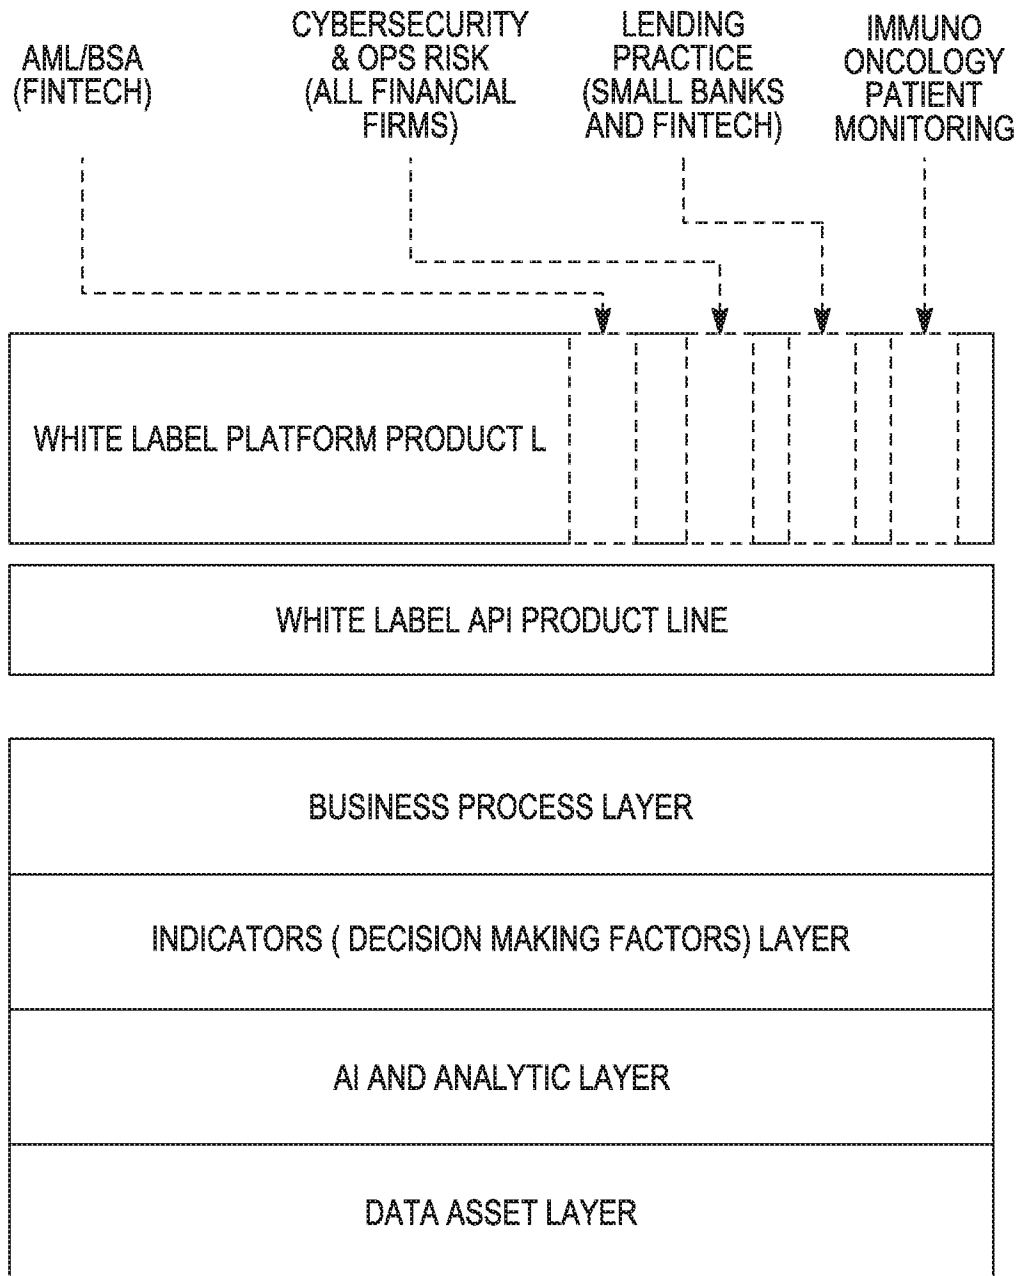 AML/BSA
(FINTECH)
CYBERSECURITY
& OPS RISK
(ALL FINANCIAL
FIRMS)
LENDING
PRACTICE
(SMALL BANKS
AND FINTECH)
IMMUNO
ONCOLOGY
PATIENT
MONITORING
WHITE LABEL PLATFORM PRODUCT L
WHITE LABEL API PRODUCT LINE
BUSINESS PROCESS LAYER
INDICATORS ( DECISION MAKING FACTORS) LAYER
AI AND ANALYTIC LAYER
DATA ASSET LAYER